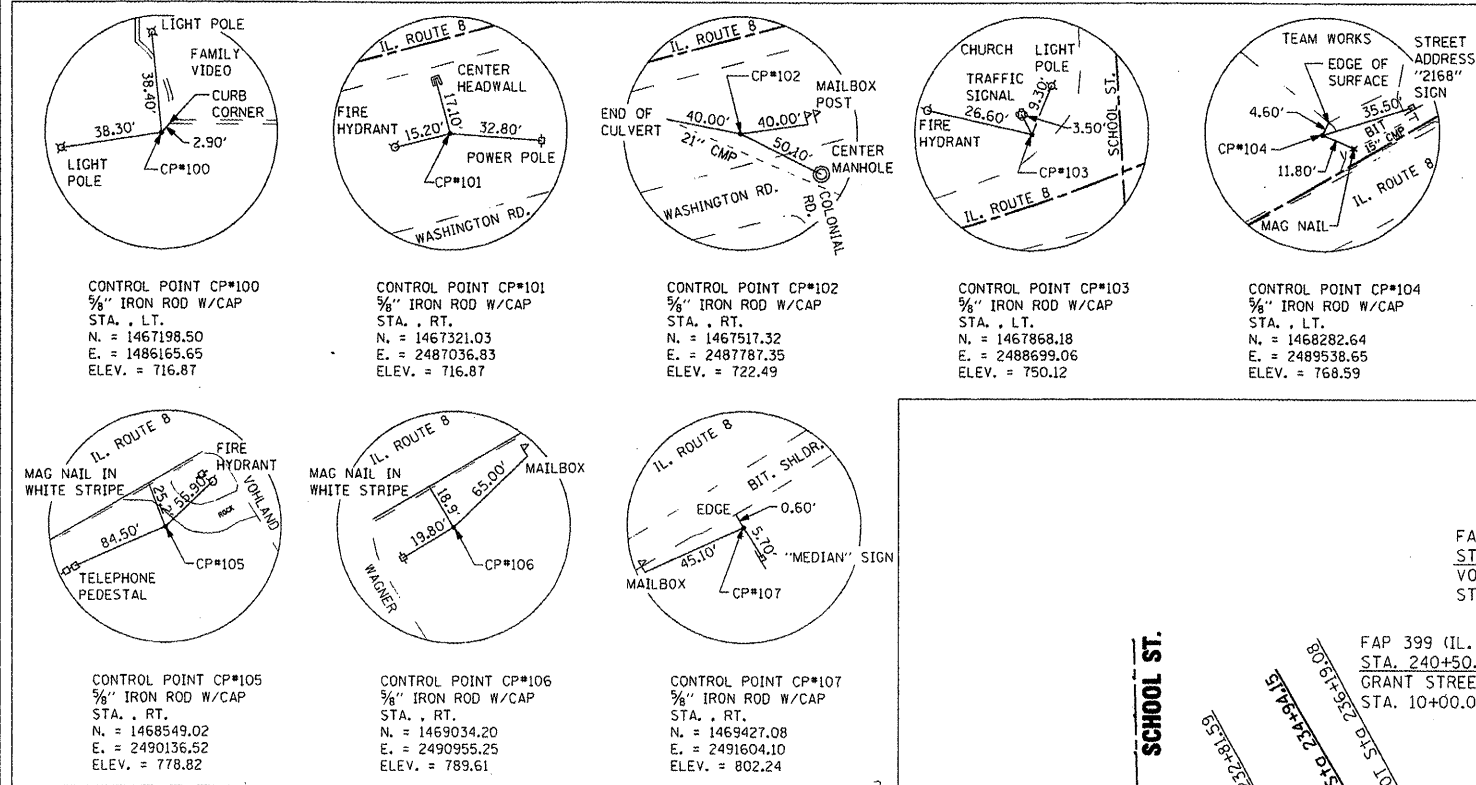 LIGHT POLE
FAMILY
VIDEO
CURB
CORNER
38.40'
38.30'
2.90'
LIGHT
POLE
CP#100
CONTROL POINT CP#100
5/8" IRON ROD W/CAP
STA. , LT.
N. = 1467198.50
E. = 1486165.65
ELEV. = 716.87
IL. ROUTE 8
CENTER
HEADWALL
FIRE
HYDRANT
17.10'
15.20'
32.80'
POWER POLE
CP#101
WASHINGTON RD.
CONTROL POINT CP#101
5/8" IRON ROD W/CAP
STA. , RT.
N. = 1467321.03
E. = 2487036.83
ELEV. = 716.87
IL. ROUTE 8
CP#102
MAILBOX
POST
END OF
CULVERT
40.00'
40.00'
21" CMP
50.10'
CENTER
MANHOLE
WASHINGTON RD.
COLONIAL
RD.
CONTROL POINT CP#102
5/8" IRON ROD W/CAP
STA. , RT.
N. = 1467517.32
E. = 2487787.35
ELEV. = 722.49
CHURCH
LIGHT
POLE
TRAFFIC
SIGNAL
9.30'
26.60'
3.50'
FIRE
HYDRANT
CP#103
SCHOOL ST.
IL. ROUTE 8
CONTROL POINT CP#103
5/8" IRON ROD W/CAP
STA. , LT.
N. = 1467868.18
E. = 2488699.06
ELEV. = 750.12
TEAM WORKS
EDGE OF
SURFACE
STREET
ADDRESS
"2168"
SIGN
4.60'
35.50'
BIT
15" CMP
CP#104
11.80'
MAG NAIL
IL. ROUTE 8
CONTROL POINT CP#104
5/8" IRON ROD W/CAP
STA. , LT.
N. = 1468282.64
E. = 2489538.65
ELEV. = 768.59
IL. ROUTE 8
MAG NAIL IN
WHITE STRIPE
FIRE
HYDRANT
VOHLAND
ROCK
25.2'
56.90'
84.50'
CP#105
TELEPHONE
PEDESTAL
CONTROL POINT CP#105
5/8" IRON ROD W/CAP
STA. , RT.
N. = 1468549.02
E. = 2490136.52
ELEV. = 778.82
IL. ROUTE 8
MAG NAIL IN
WHITE STRIPE
MAILBOX
18.9'
65.00'
19.80'
CP#106
WAGNER
CONTROL POINT CP#106
5/8" IRON ROD W/CAP
STA. , RT.
N. = 1469034.20
E. = 2490955.25
ELEV. = 789.61
IL. ROUTE 8
BIT. SHLDR.
EDGE
0.60'
5.70'
"MEDIAN" SIGN
45.10'
MAILBOX
CP#107
CONTROL POINT CP#107
5/8" IRON ROD W/CAP
STA. , RT.
N. = 1469427.08
E. = 2491604.10
ELEV. = 802.24
FA
ST
VO
ST
FAP 399 (IL.
STA. 240+50.
GRANT STREE
STA. 10+00.0
SCHOOL ST.
232+81.59
Sta 234+94.15
OT Sta 236+19.08